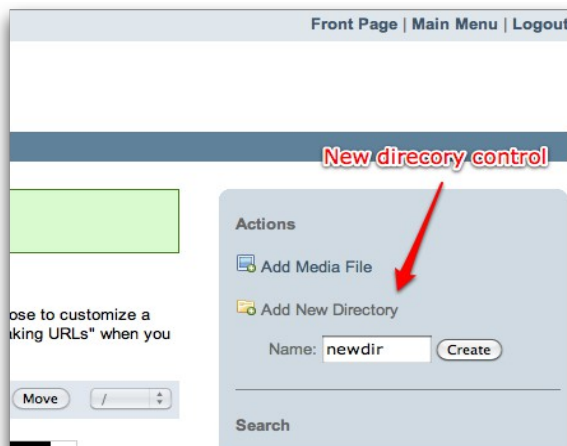 Front Page | Main Menu | Logout
New direcory control
Actions
Add Media File
Add New Directory
ose to customize a
aking URLs" when you
Name: newdir Create
Move /
Search